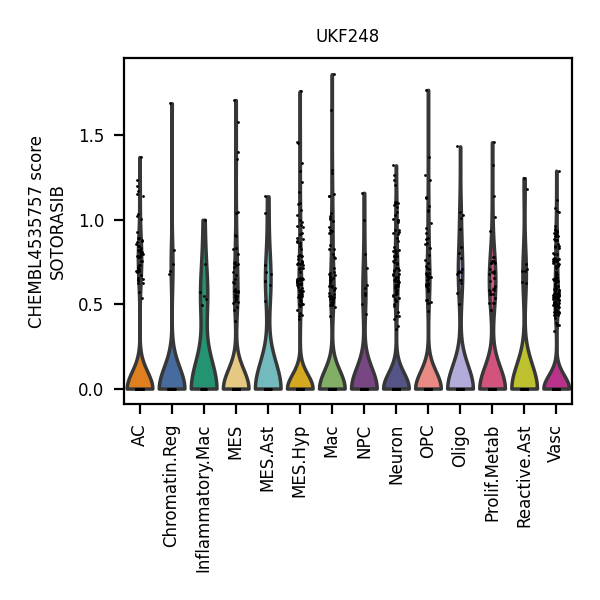 UKF248
CHEMBL4535757 score
SOTORASIB
1.5
1.0
0.5
0.0
AC
Chromatin.Reg
Inflammatory.Mac
MES
MES.Ast
MES.Hyp
Mac
NPC
Neuron
OPC
Oligo
Prolif.Metab
Reactive.Ast
Vasc